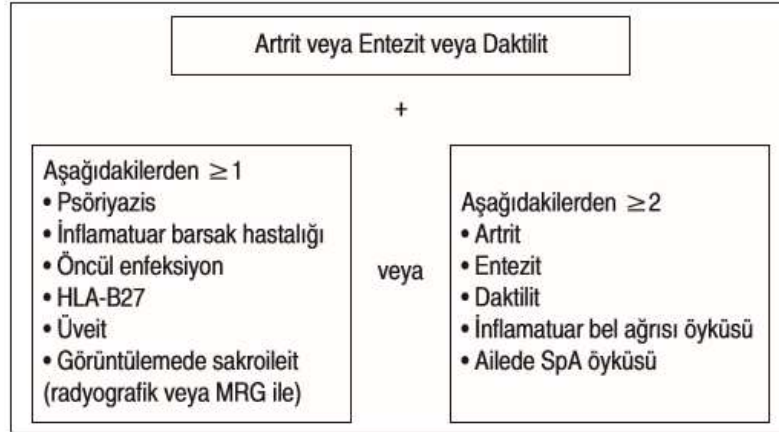 Artrit veya Entezit veya Daktilit
+
Aşağıdakilerden ≥1
• Psöriyazis
• İnflamatuar barsak hastalığı
• Öncül enfeksiyon
• HLA-B27
• Üveit
• Görüntülemede sakroileit
(radyografik veya MRG ile)
veya
Aşağıdakilerden ≥2
• Artrit
• Entezit
• Daktilit
• İnflamatuar bel ağrısı öyküsü
• Ailede SpA öyküsü